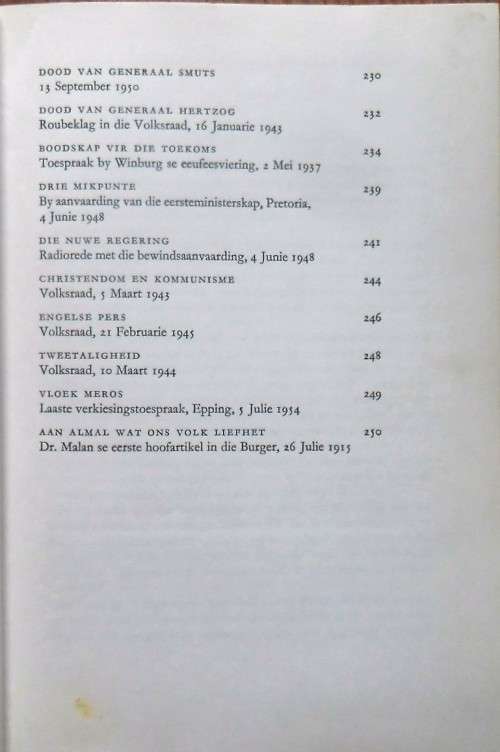 DOOD VAN GENERAAL SMUTS 230
13 September 1950
DOOD VAN GENERAAL HERTZOG 232
Roubeklag in die Volksraad, 16 Januarie 1943
BOODSKAP VIR DIE TOEKOMS 234
Toespraak by Winburg se eeufeesviering, 2 Mei 1937
DRIE MIKPUNTE 239
By aanvaarding van die eersteministerskap, Pretoria,
4 Junie 1948
DIE NUWE REGERING 241
Radiorede met die bewindsaanvaarding, 4 Junie 1948
CHRISTENDOM EN KOMMUNISME 244
Volksraad, 5 Maart 1943
ENGELSE PERS 246
Volksraad, 21 Februarie 1945
TWEETALIGHEID 248
Volksraad, 10 Maart 1944
VLOEK MEROS 249
Laaste verkiesingstoespraak, Epping, 5 Julie 1954
AAN ALMAL WAT ONS VOLK LIEFHET 250
Dr. Malan se eerste hoofartikel in die Burger, 26 Julie 1915